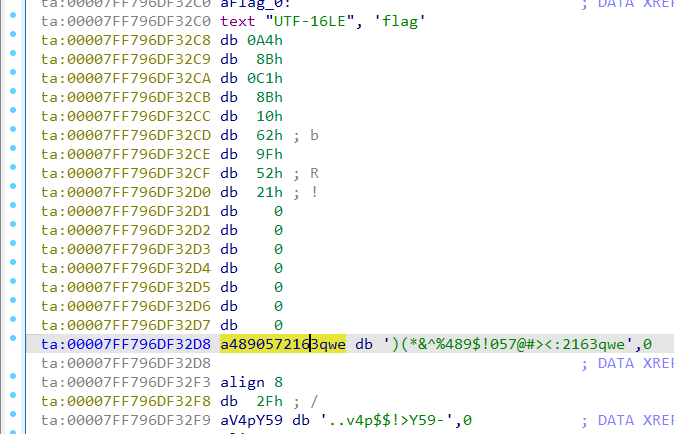 ta:00007FF796DF32C0 aFlag_0: ; DATA XREF
ta:00007FF796DF32C0 text "UTF-16LE", 'flag'
ta:00007FF796DF32C8 db 0A4h
ta:00007FF796DF32C9 db 8Bh
ta:00007FF796DF32CA db 0C1h
ta:00007FF796DF32CB db 8Bh
ta:00007FF796DF32CC db 10h
ta:00007FF796DF32CD db 62h ; b
ta:00007FF796DF32CE db 9Fh
ta:00007FF796DF32CF db 52h ; R
ta:00007FF796DF32D0 db 21h ; !
ta:00007FF796DF32D1 db 0
ta:00007FF796DF32D2 db 0
ta:00007FF796DF32D3 db 0
ta:00007FF796DF32D4 db 0
ta:00007FF796DF32D5 db 0
ta:00007FF796DF32D6 db 0
ta:00007FF796DF32D7 db 0
ta:00007FF796DF32D8 a4890572163qwe db ')(*&^%489$!057@#><:2163qwe',0
ta:00007FF796DF32D8 ; DATA XREF
ta:00007FF796DF32F3 align 8
ta:00007FF796DF32F8 db 2Fh ; /
ta:00007FF796DF32F9 aV4pY59 db '..v4p$$!>Y59-',0 ; DATA XREF